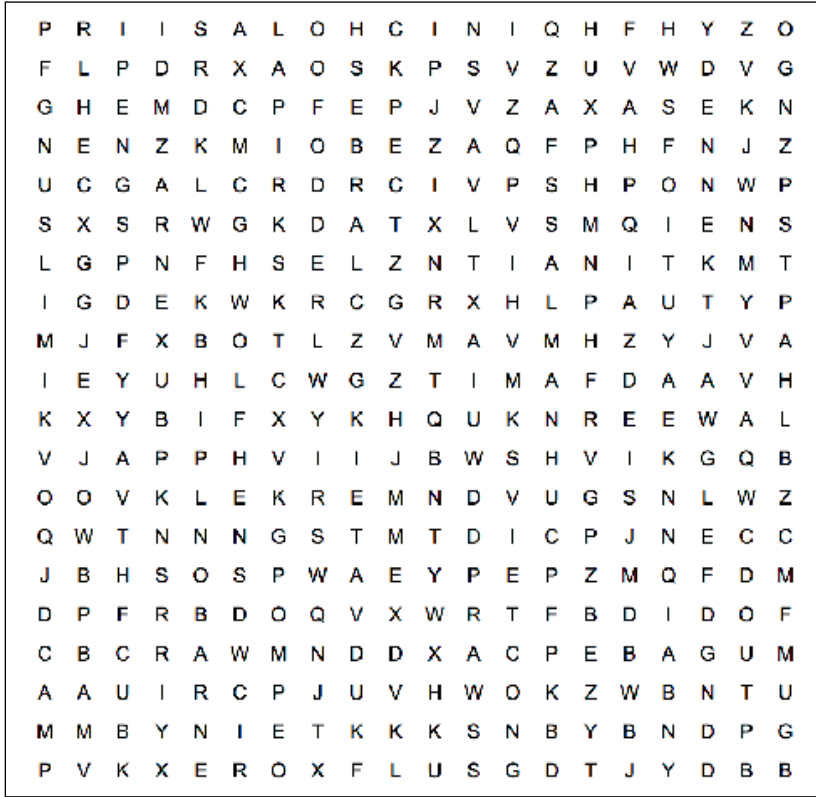 P R I I S A L O H C I N I Q H F H Y Z O
F L P D R X A O S K P S V Z U V W D V G
G H E M D C P F E P J V Z A X A S E K N
N E N Z K M I O B E Z A Q F P H F N J Z
U C G A L C R D R C I V P S H P O N W P
S X S R W G K D A T X L V S M Q I E N S
L G P N F H S E L Z N T I A N I T K M T
I G D E K W K R C G R X H L P A U T Y P
M J F X B O T L Z V M A V M H Z Y J V A
I E Y U H L C W G Z T I M A F D A A V H
K X Y B I F X Y K H Q U K N R E E W A L
V J A P P H V I I J B W S H V I K G Q B
O O V K L E K R E M N D V U G S N L W Z
Q W T N N N G S T M T D I C P J N E C C
J B H S O S P W A E Y P E P Z M Q F D M
D P F R B D O Q V X W R T F B D I D O F
C B C R A W M N D D X A C P E B A G U M
A A U I R C P J U V H W O K Z W B N T U
M M B Y N I E T K K K S N B Y B N D P G
P V K X E R O X F L U S G D T J Y D B B